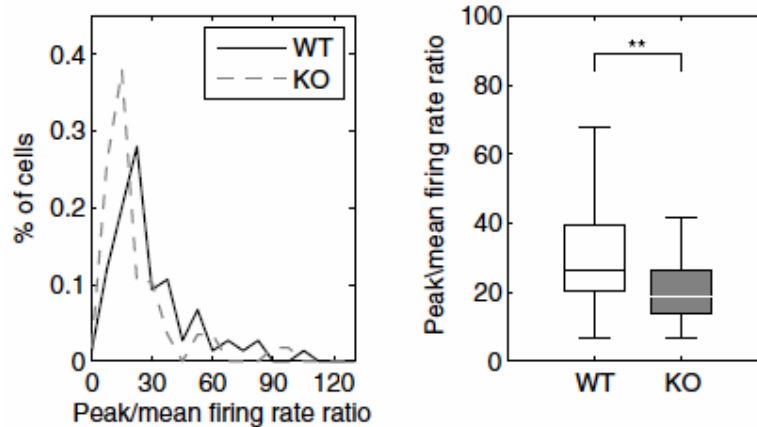 0.4
0.3
0.2
0.1
0
% of cells
WT
KO
0 30 60 90 120
Peak/mean firing rate ratio
100
80
60
40
20
0
Peak\mean firing rate ratio
**
WT KO